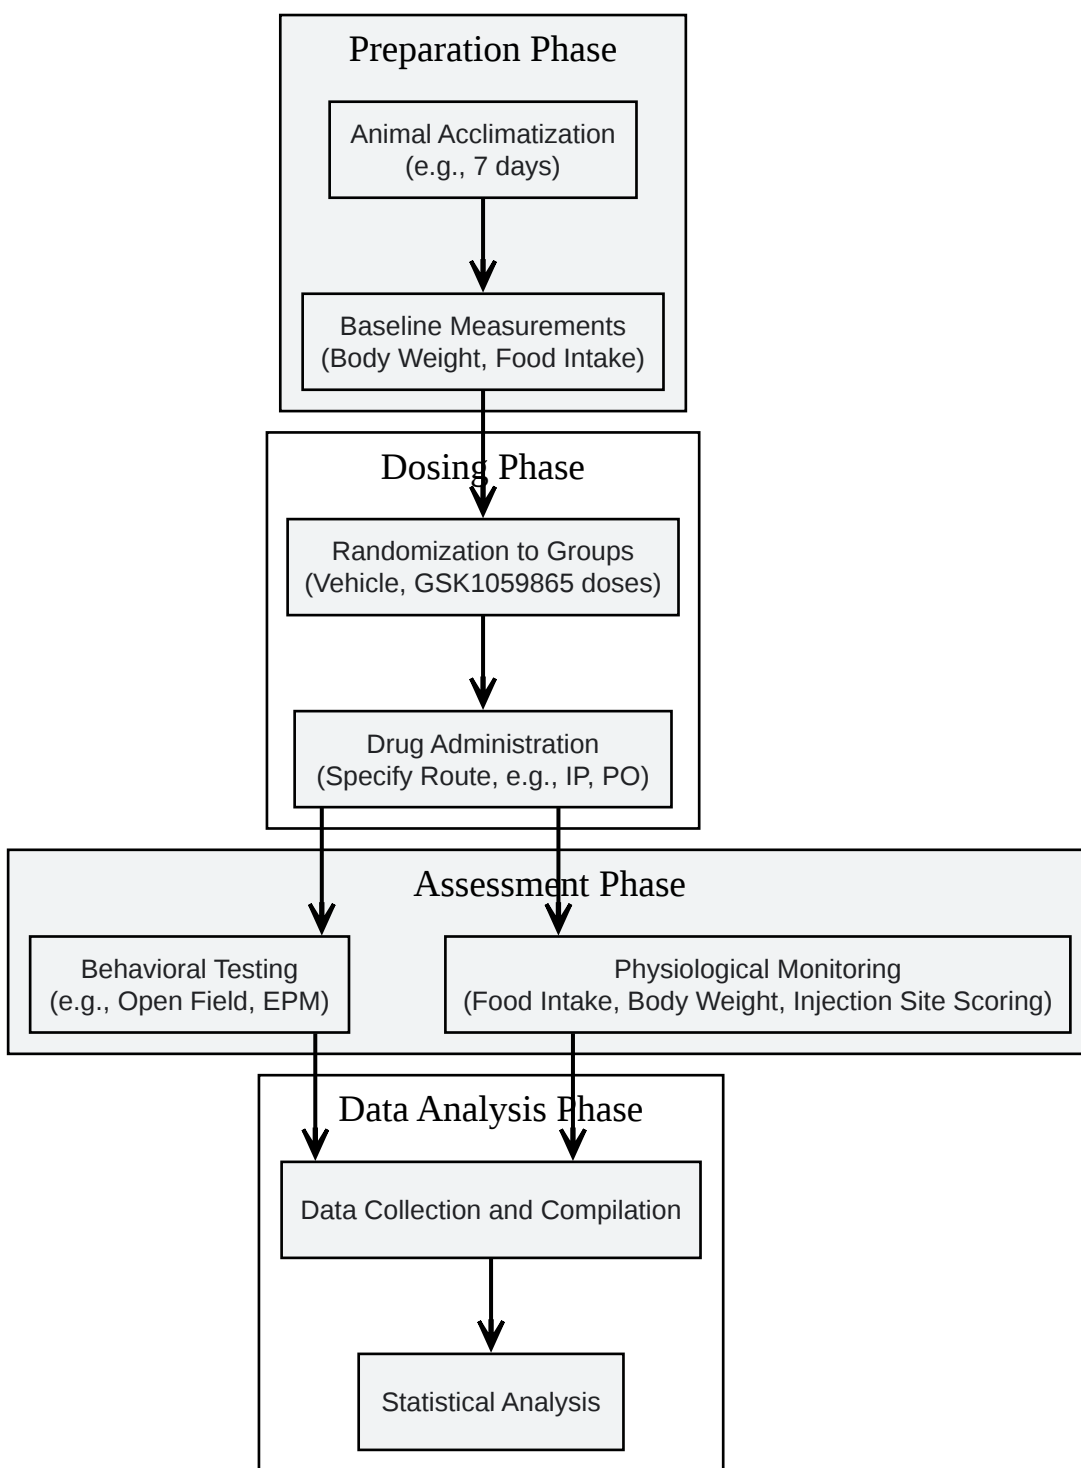 Preparation Phase
Animal Acclimatization
(e.g., 7 days)
Baseline Measurements
(Body Weight, Food Intake)
Dosing Phase
Randomization to Groups
(Vehicle, GSK1059865 doses)
Drug Administration
(Specify Route, e.g., IP, PO)
Assessment Phase
Behavioral Testing
(e.g., Open Field, EPM)
Physiological Monitoring
(Food Intake, Body Weight, Injection Site Scoring)
Data Analysis Phase
Data Collection and Compilation
Statistical Analysis